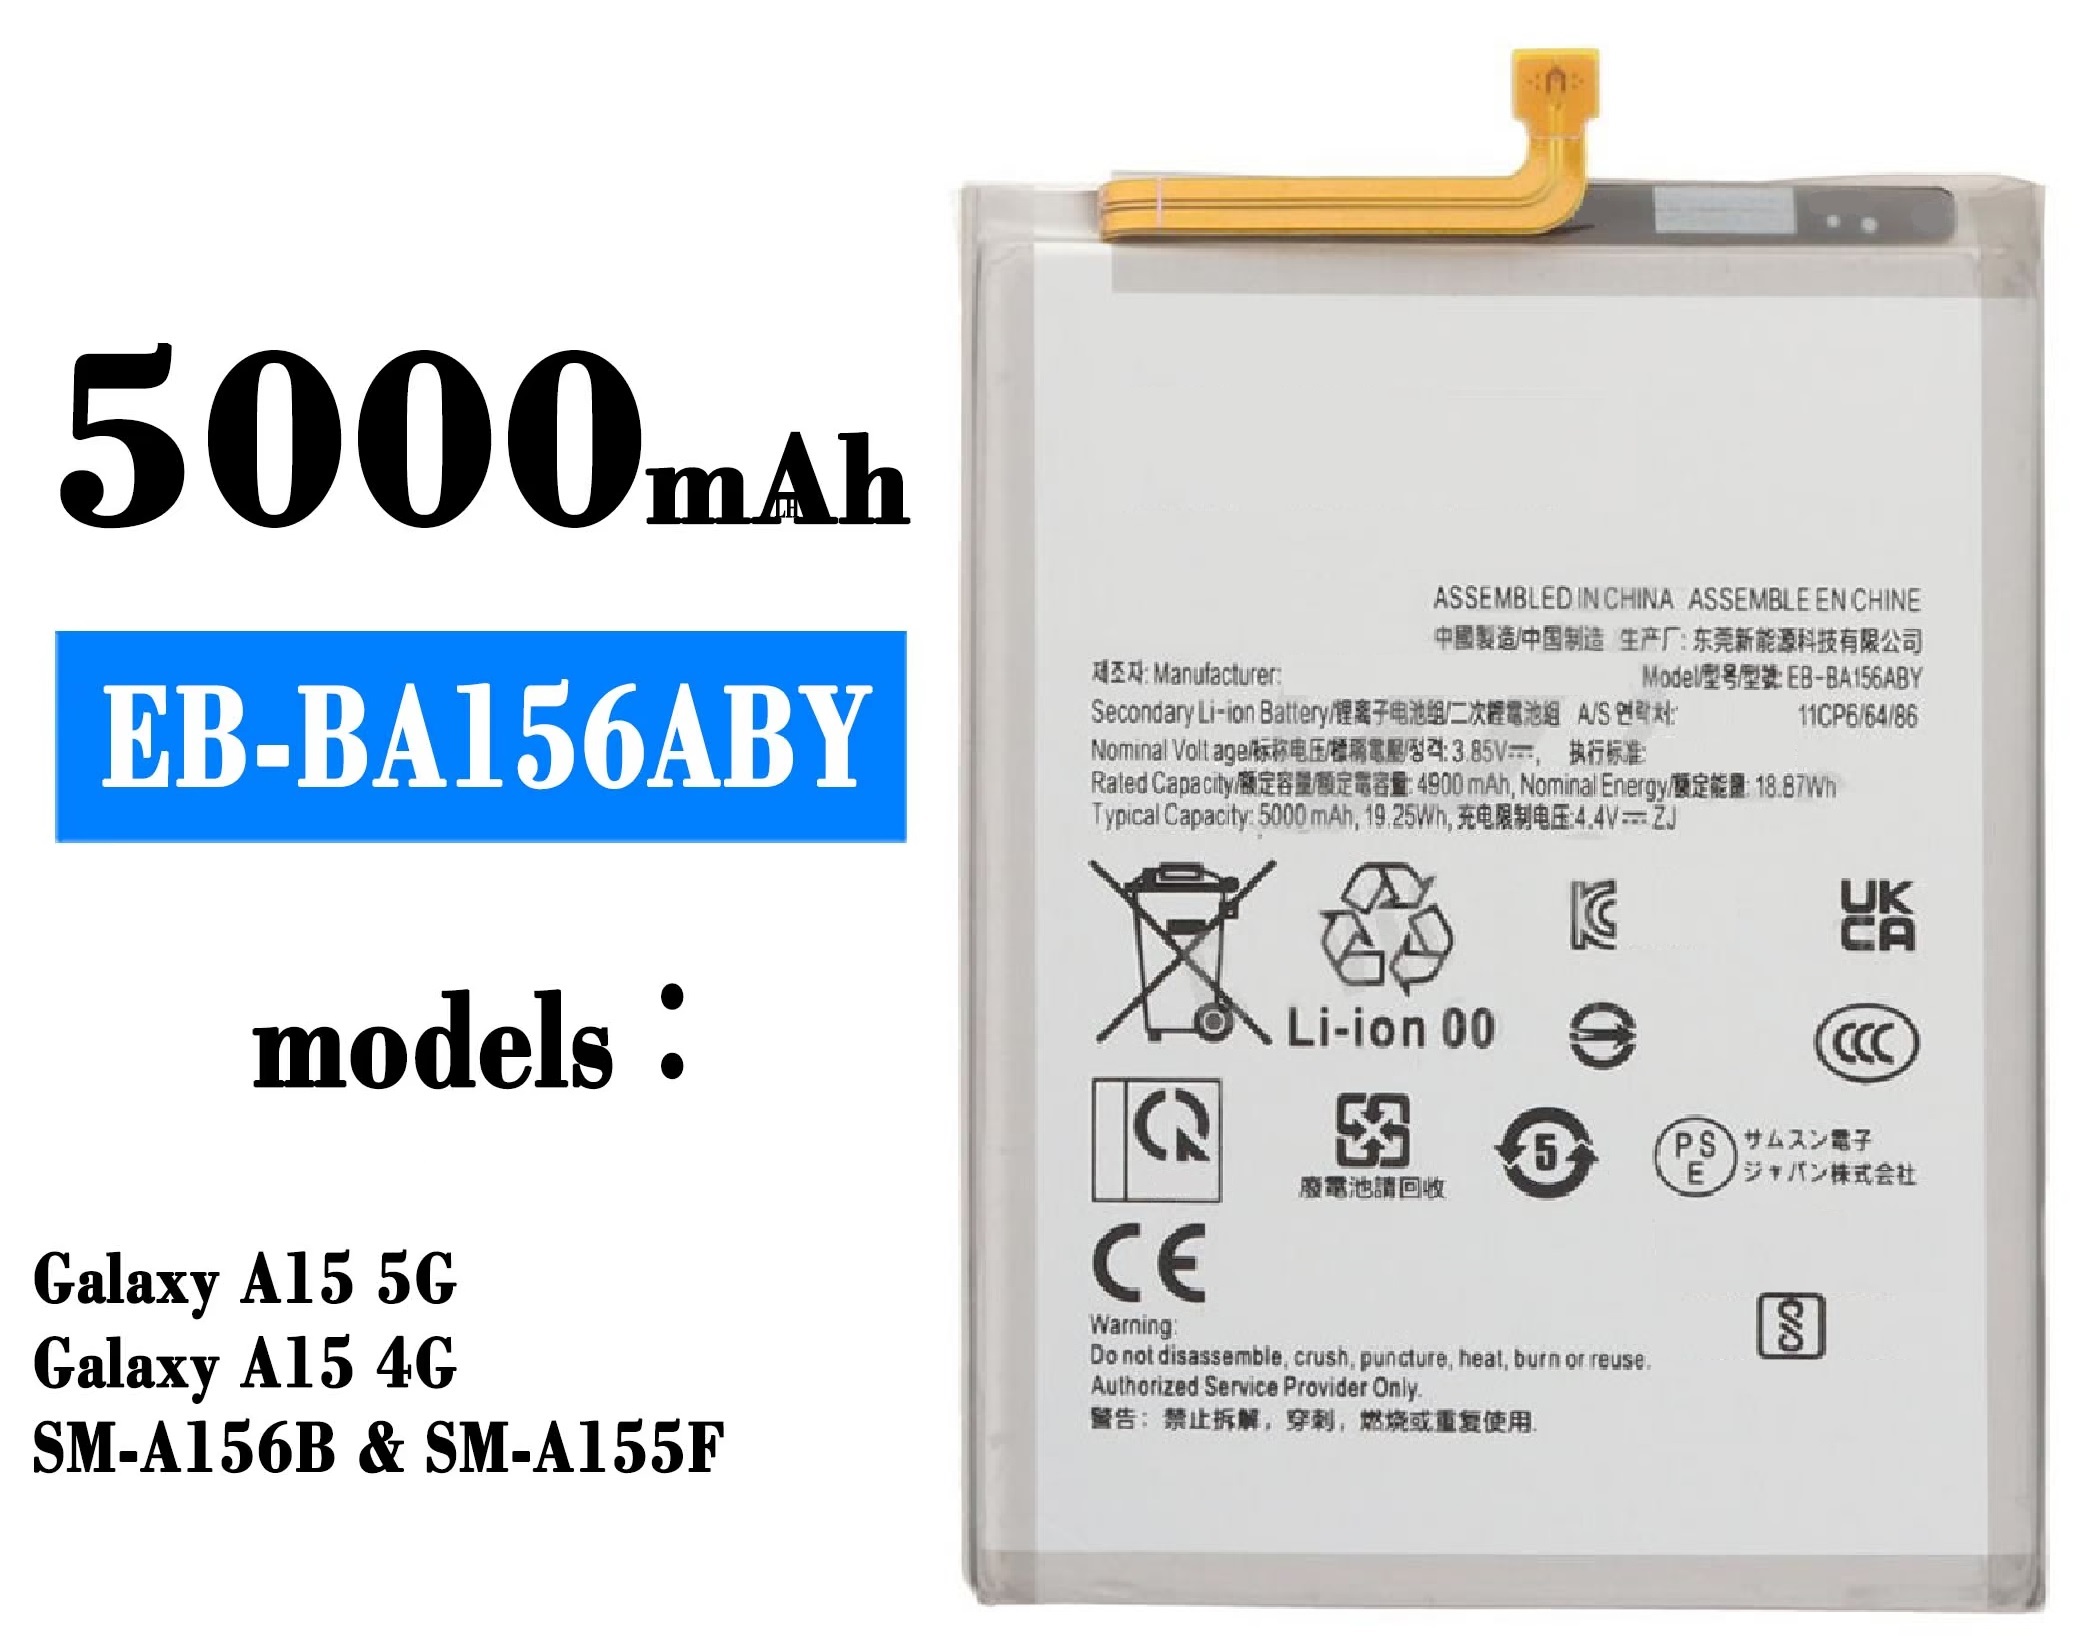 5000mAh
EB-BA156ABY
models：
Galaxy A15 5G
Galaxy A15 4G
SM-A156B & SM-A155F
ASSEMBLED IN CHINA ASSEMBLE EN CHINE
中國製造/中国制造 生产厂: 东莞新能源科技有限公司
제조자: Manufacturer:
Model/型号/型號: EB-BA156ABY
Secondary Li-ion Battery/锂离子电池组/二次鋰電池組 A/S 연락처:
11CP6/64/86
Nominal Volt age/标称电压/標稱電壓/정격: 3.85V⎓, 执行标准:
Rated Capacity/额定容量/額定電容量: 4900 mAh, Nominal Energy/额定能量: 18.87Wh
Typical Capacity: 5000 mAh, 19.25Wh, 充电限制电压:4.4V⎓ ZJ
Li-ion 00
UK
CA
CCC
廢電池請回收
5
PS
E
サムスン電子
ジャパン株式会社
CE
Warning:
Do not disassemble, crush, puncture, heat, burn or reuse.
Authorized Service Provider Only.
警告：禁止拆解，穿刺，燃烧或重复使用.